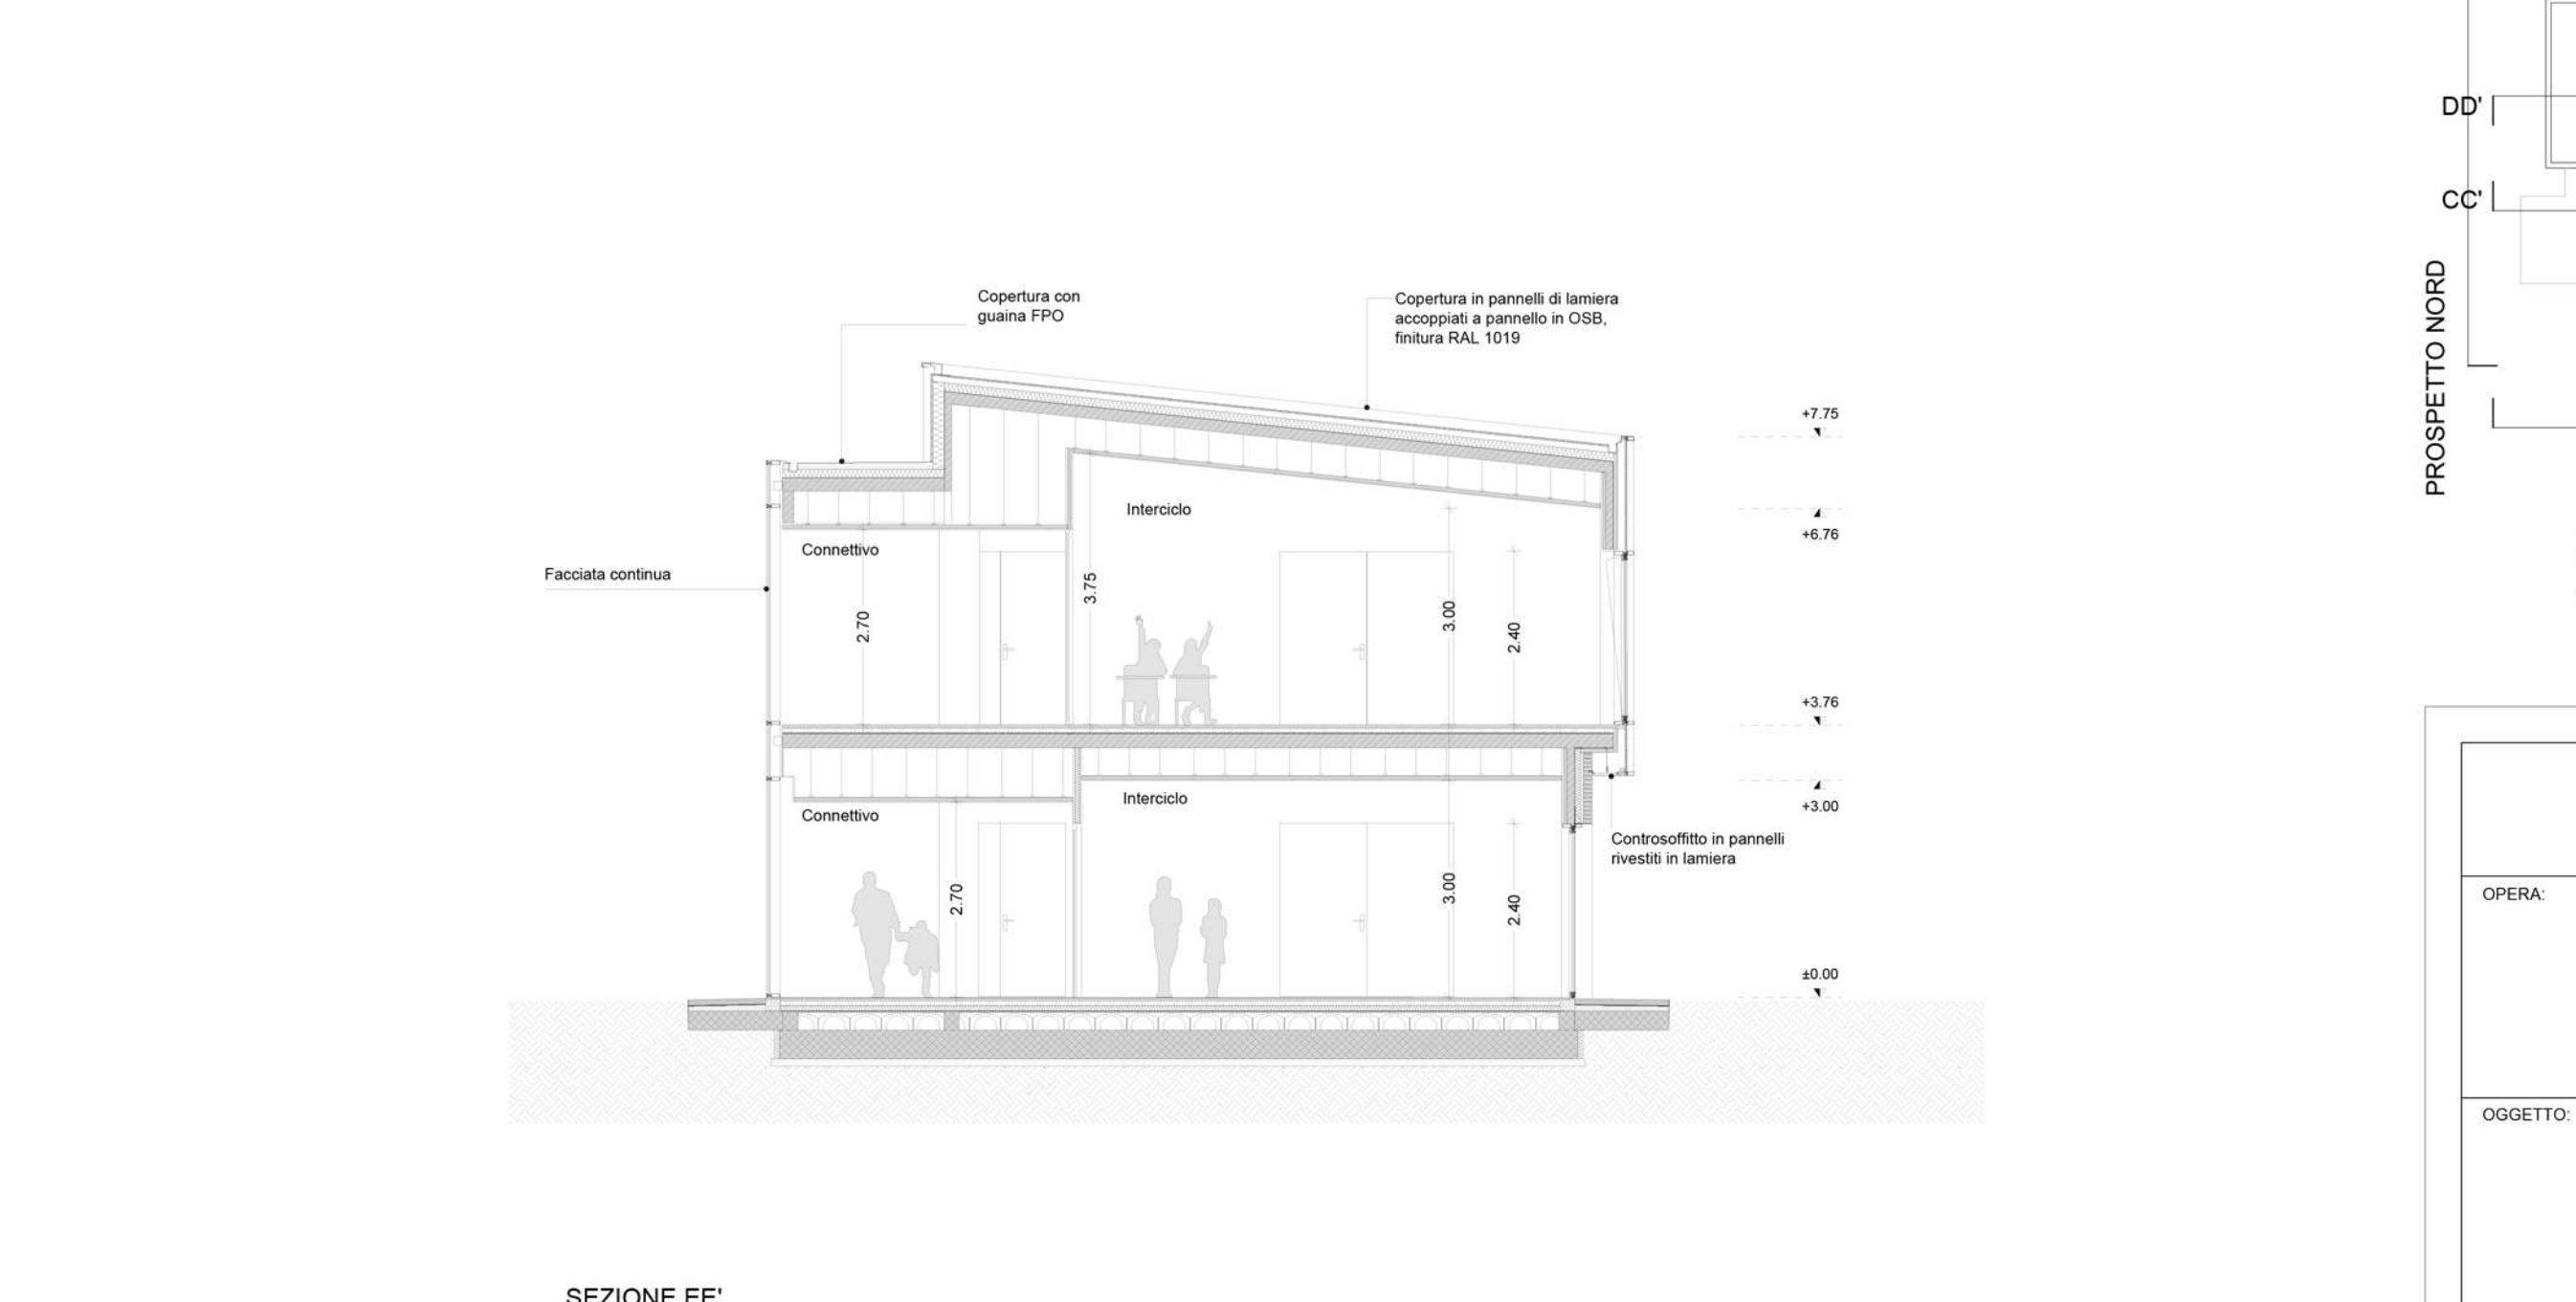 DD'
CC'
PROSPETTO NORD
Copertura con
guaina FPO
Copertura in pannelli di lamiera
accoppiati a pannello in OSB,
finitura RAL 1019
+7.75
Interciclo
+6.76
Connettivo
Facciata continua
3.75
2.70
3.00
2.40
+3.76
Interciclo
+3.00
Connettivo
Controsoffitto in pannelli
rivestiti in lamiera
2.70
3.00
2.40
OPERA:
±0.00
OGGETTO:
SEZIONE